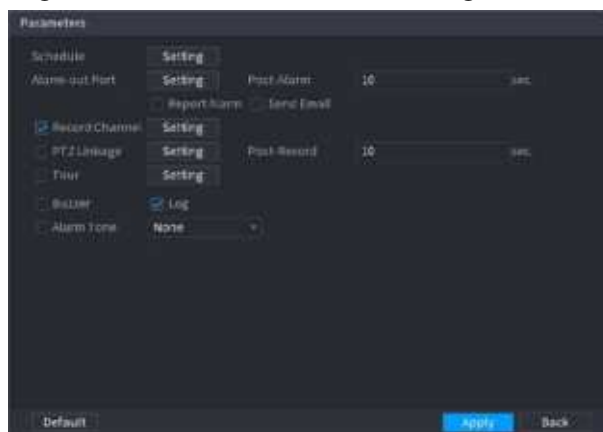 Parameters
Schedule Setting
Alarm-out Port Setting Post-Alarm 10 sec.
Report Alarm Send Email
Record Channel Setting
PTZ Linkage Setting Post-Record 10 sec.
Tour Setting
Buzzer Log
Alarm Tone None
Default Apply Back